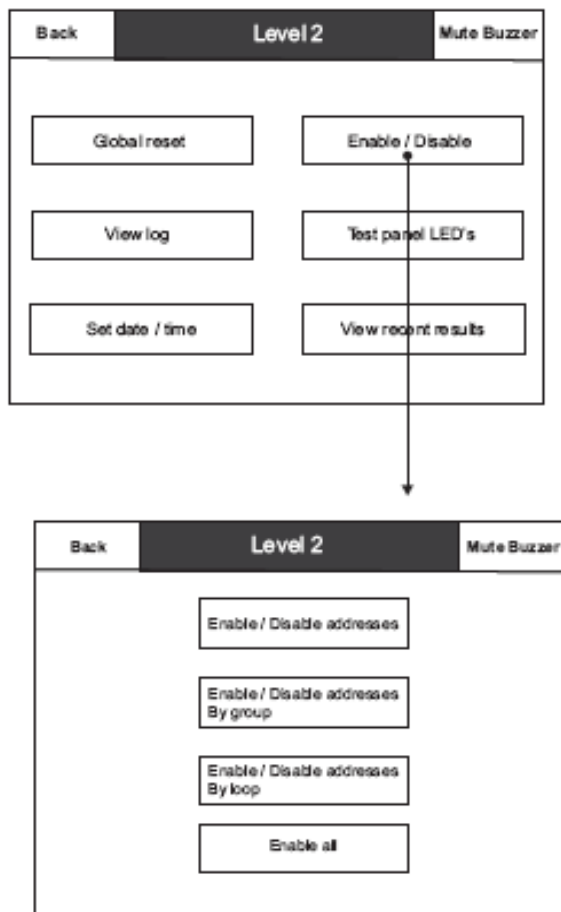 Back Level 2 Mute Buzzer
Global reset Enable / Disable
View log Test panel LED's
Set date / time View recent results
Back Level 2 Mute Buzzer
Enable / Disable addresses
Enable / Disable addresses
By group
Enable / Disable addresses
By loop
Enable all